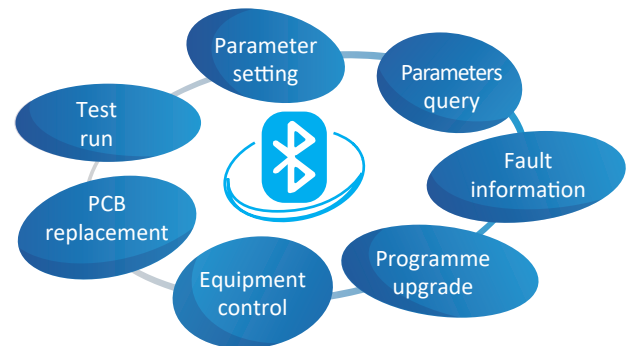 Parameter
setting
Parameters
query
Fault
information
Programme
upgrade
Equipment
control
PCB
replacement
Test
run